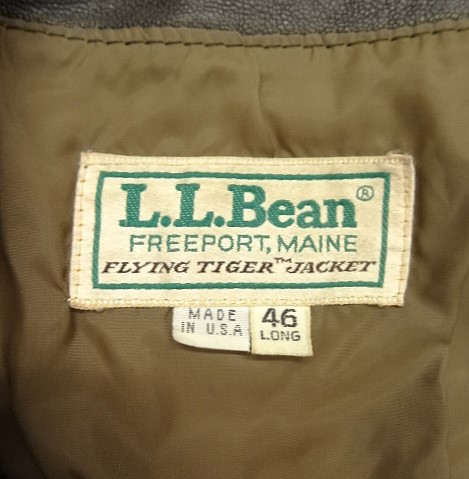 L.L.Bean®
FREEPORT, MAINE
FLYING TIGER™ JACKET
MADE
IN U.S.A
46
LONG